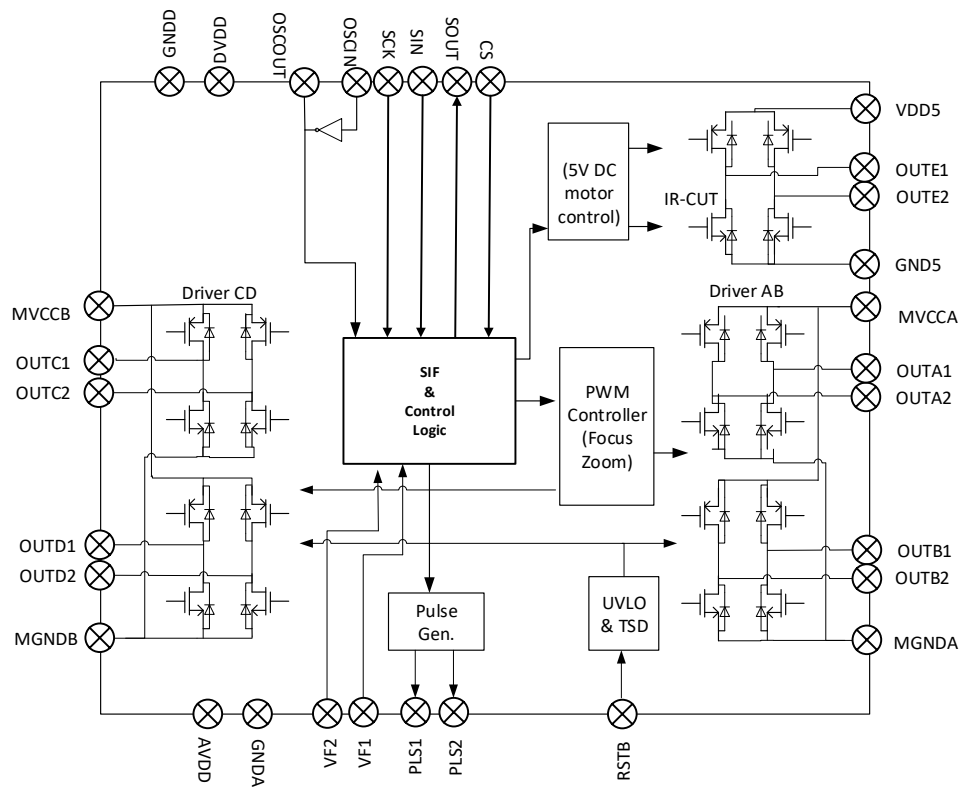 GNDD
DVDD
OSCOUT
OSCIN
SCK
SIN
SOUT
CS
VDD5
(5V DC
motor
control)
OUTE1
IR-CUT
OUTE2
GND5
Driver CD
Driver AB
MVCCB
MVCCA
OUTC1
OUTC2
SIF
&
Control
Logic
PWM
Controller
(Focus
Zoom)
OUTA1
OUTA2
OUTD1
OUTD2
OUTB1
OUTB2
Pulse
Gen.
UVLO
& TSD
MGNDB
MGNDA
AVDD
GNDA
VF2
VF1
PLS1
PLS2
RSTB